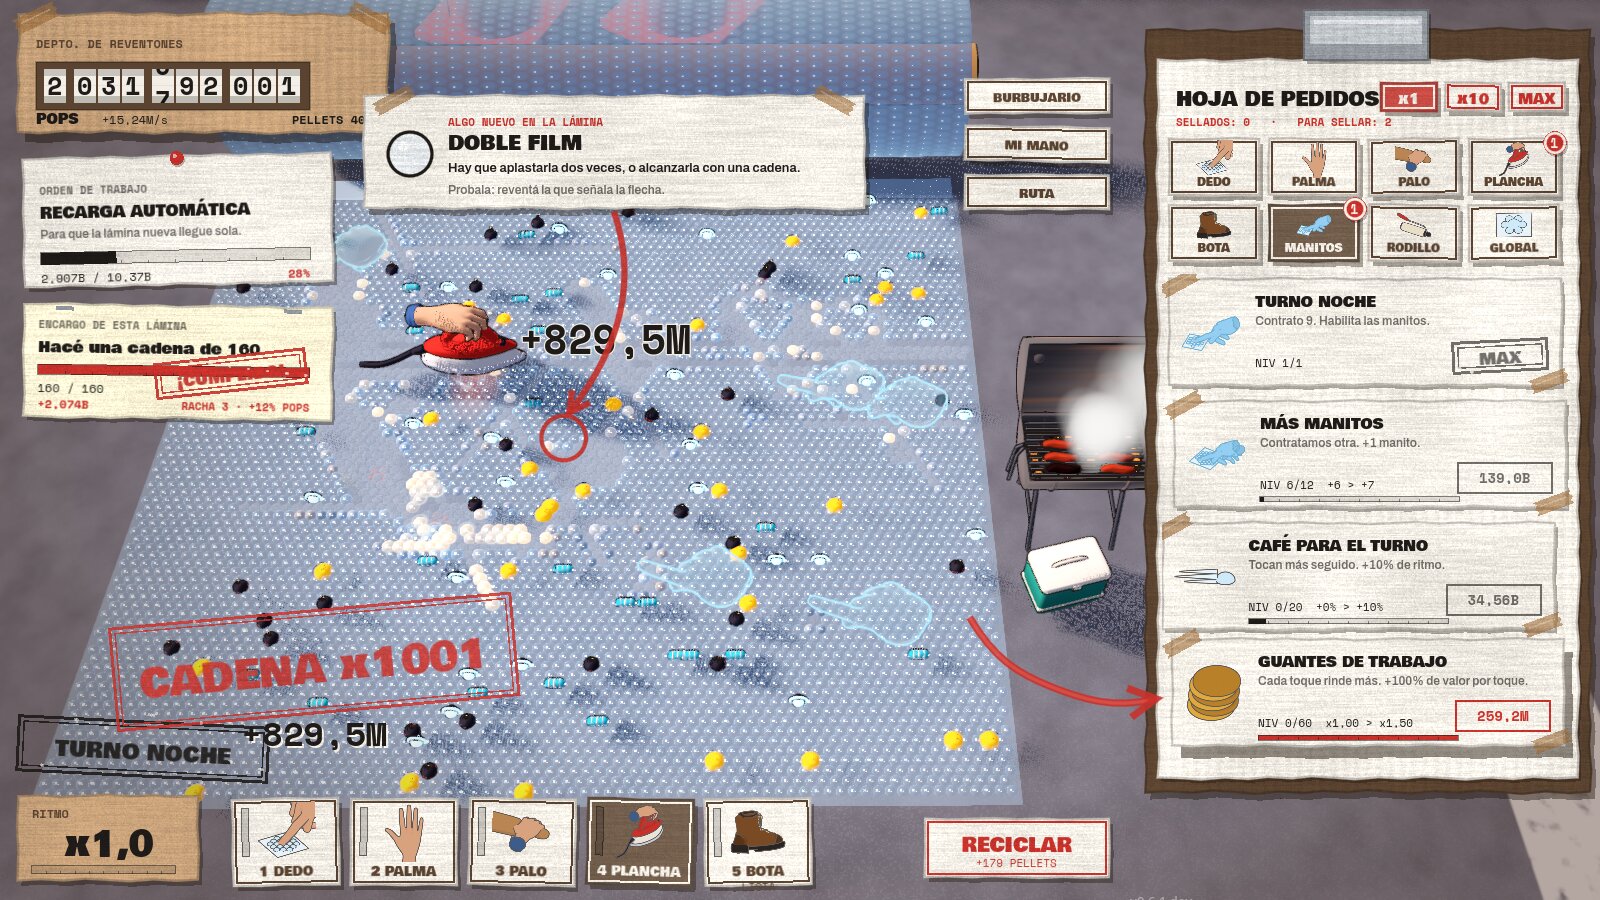 DEPTO. DE REVENTONES
2 031 92 001
POPS +15,24M/s PELLETS 40
ORDEN DE TRABAJO
RECARGA AUTOMÁTICA
Para que la lámina nueva llegue sola.
2,907B / 10.37B 28%
ENCARGO DE ESTA LÁMINA
Hacé una cadena de 160
160 / 160
+2,074B RACHA 3 · +12% POPS
ALGO NUEVO EN LA LÁMINA
DOBLE FILM
Hay que aplastarla dos veces, o alcanzarla con una cadena.
Probala: reventá la que señala la flecha.
BURBUJARIO
MI MANO
RUTA
+829,5M
CADENA x1001
TURNO NOCHE
+829,5M
RITMO
x1,0
1 DEDO
2 PALMA
3 PALO
4 PLANCHA
5 BOTA
RECICLAR
+179 PELLETS
HOJA DE PEDIDOS x1 x10 MAX
SELLADOS: 0 · PARA SELLAR: 2
DEDO PALMA PALO PLANCHA 1
BOTA MANITOS 1 RODILLO GLOBAL
TURNO NOCHE
Contrato 9. Habilita las manitos.
NIV 1/1 MAX
MÁS MANITOS
Contratamos otra. +1 manito.
NIV 6/12 +6 > +7 139,0B
CAFÉ PARA EL TURNO
Tocan más seguido. +10% de ritmo.
NIV 0/20 +0% > +10% 34,56B
GUANTES DE TRABAJO
Cada toque rinde más. +100% de valor por toque.
NIV 0/60 x1,00 > x1,50 259,2M